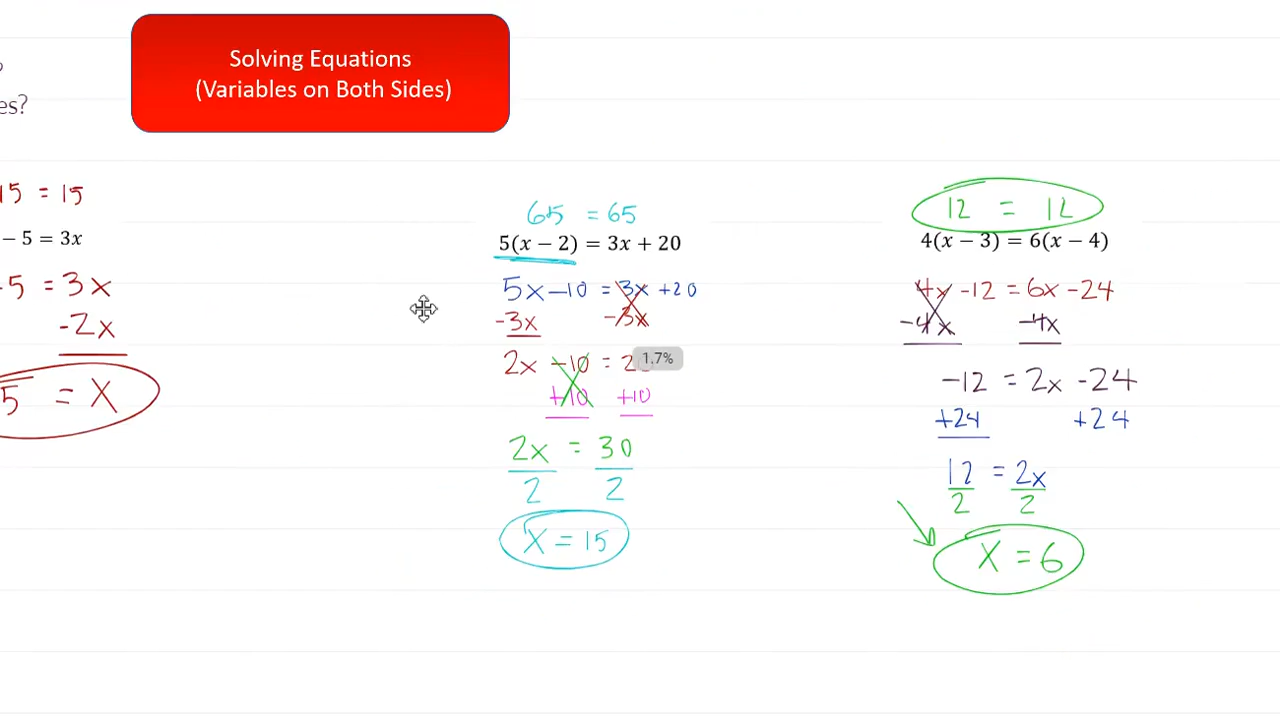 ?
es?
Solving Equations
(Variables on Both Sides)
15 = 15
− 5 = 3x
5 = 3x
-2x
5 = x
65 = 65
5(x − 2) = 3x + 20
5x -10 = 3x +20
-3x -3x
2x -10 = 2
1,7%
+10 +10
2x = 30
2 2
x = 15
12 = 12
4(x − 3) = 6(x − 4)
4x -12 = 6x -24
-4x -4x
-12 = 2x -24
+24 +24
12 = 2x
2 2
x = 6